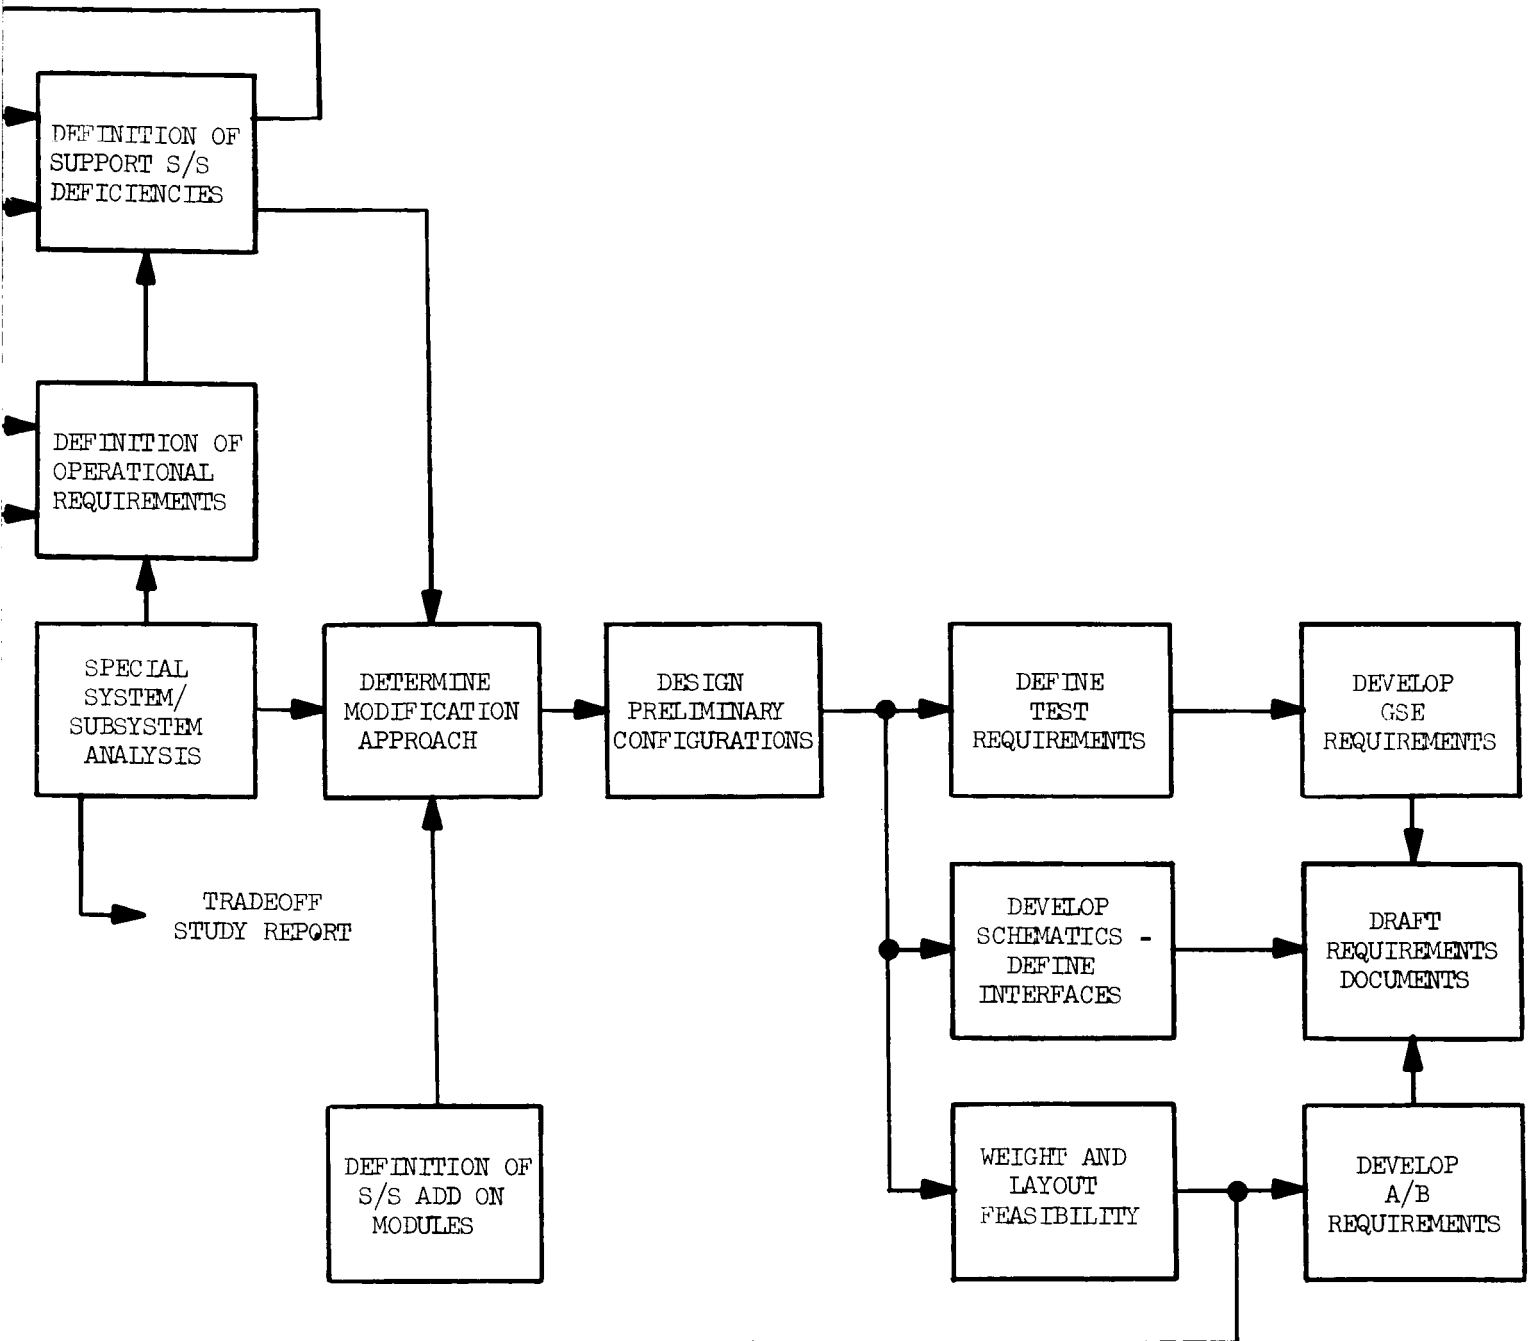 DEFINITION OF
SUPPORT S/S
DEFICIENCIES
DEFINITION OF
OPERATIONAL
REQUIREMENTS
SPECIAL
SYSTEM/
SUBSYSTEM
ANALYSIS
DETERMINE
MODIFICATION
APPROACH
DESIGN
PRELIMINARY
CONFIGURATIONS
DEFINE
TEST
REQUIREMENTS
DEVELOP
GSE
REQUIREMENTS
TRADEOFF
STUDY REPORT
DEVELOP
SCHEMATICS -
DEFINE
INTERFACES
DRAFT
REQUIREMENTS
DOCUMENTS
DEFINITION OF
S/S ADD ON
MODULES
WEIGHT AND
LAYOUT
FEASIBILITY
DEVELOP
A/B
REQUIREMENTS